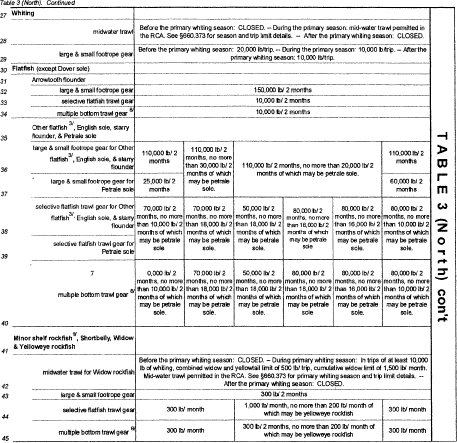 Table 3 (North). Continued
27 Whiting
28 midwater trawl
Before the primary whiting season: CLOSED. -- During the primary season: mid-water trawl permitted in
the RCA. See §660.373 for season and trip limit details. -- After the primary whiting season: CLOSED.
29 large & small footrope gear
Before the primary whiting season: 20,000 lb/trip. -- During the primary season: 10,000 lb/trip. -- After the
primary whiting season: 10,000 lb/trip.
30 Flatfish (except Dover sole)
31 Arrowtooth flounder
32 large & small footrope gear 150,000 lb/ 2 months
33 selective flatfish trawl gear 10,000 lb/ 2 months
34 multiple bottom trawl gear 8/ 10,000 lb/ 2 months
35 Other flatfish 3/, English sole, starry
flounder, & Petrale sole
36 large & small footrope gear for Other
flatfish 3/, English sole, & starry
flounder
110,000 lb/ 2
months
110,000 lb/ 2
months, no more
than 30,000 lb/ 2
months of which
may be petrale
sole.
110,000 lb/ 2 months, no more than 20,000 lb/ 2
months of which may be petrale sole.
110,000 lb/ 2
months
37 large & small footrope gear for
Petrale sole
25,000 lb/ 2
months
60,000 lb/ 2
months
38 selective flatfish trawl gear for Other
flatfish 3/, English sole, & starry
flounder
39 selective flatfish trawl gear for
Petrale sole
70,000 lb/ 2
months, no more
than 10,000 lb/ 2
months of which
may be petrale
sole.
70,000 lb/ 2
months, no more
than 18,000 lb/ 2
months of which
may be petrale
sole.
50,000 lb/ 2
months, no more
than 18,000 lb/ 2
months of which
may be petrale
sole.
80,000 lb/ 2
months, no more
than 18,000 lb/ 2
months of which
may be petrale
sole.
80,000 lb/ 2
months, no more
than 16,000 lb/ 2
months of which
may be petrale
sole.
80,000 lb/ 2
months, no more
than 10,000 lb/ 2
months of which
may be petrale
sole.
7
40 multiple bottom trawl gear 8/
0,000 lb/ 2
months, no more
than 10,000 lb/ 2
months of which
may be petrale
sole.
70,000 lb/ 2
months, no more
than 18,000 lb/ 2
months of which
may be petrale
sole.
50,000 lb/ 2
months, no more
than 18,000 lb/ 2
months of which
may be petrale
sole.
80,000 lb/ 2
months, no more
than 18,000 lb/ 2
months of which
may be petrale
sole.
80,000 lb/ 2
months, no more
than 16,000 lb/ 2
months of which
may be petrale
sole.
80,000 lb/ 2
months, no more
than 10,000 lb/ 2
months of which
may be petrale
sole.
41 Minor shelf rockfish, Shortbelly, Widow
& Yelloweye rockfish
42 midwater trawl for Widow rockfish
Before the primary whiting season: CLOSED. -- During primary whiting season: In trips of at least 10,000
lb of whiting, combined widow and yellowtail limit of 500 lb/ trip, cumulative widow limit of 1,500 lb/ month.
Mid-water trawl permitted in the RCA. See §660.373 for primary whiting season and trip limit details. --
After the primary whiting season: CLOSED.
43 large & small footrope gear 300 lb/ 2 months
44 selective flatfish trawl gear
300 lb/ month
1,000 lb/ month, no more than 200 lb/ month of
which may be yelloweye rockfish
300 lb/ month
45 multiple bottom trawl gear 8/
300 lb/ month
300 lb/ 2 months, no more than 200 lb/ month of
which may be yelloweye rockfish
300 lb/ month
TABLE 3 (North) con't